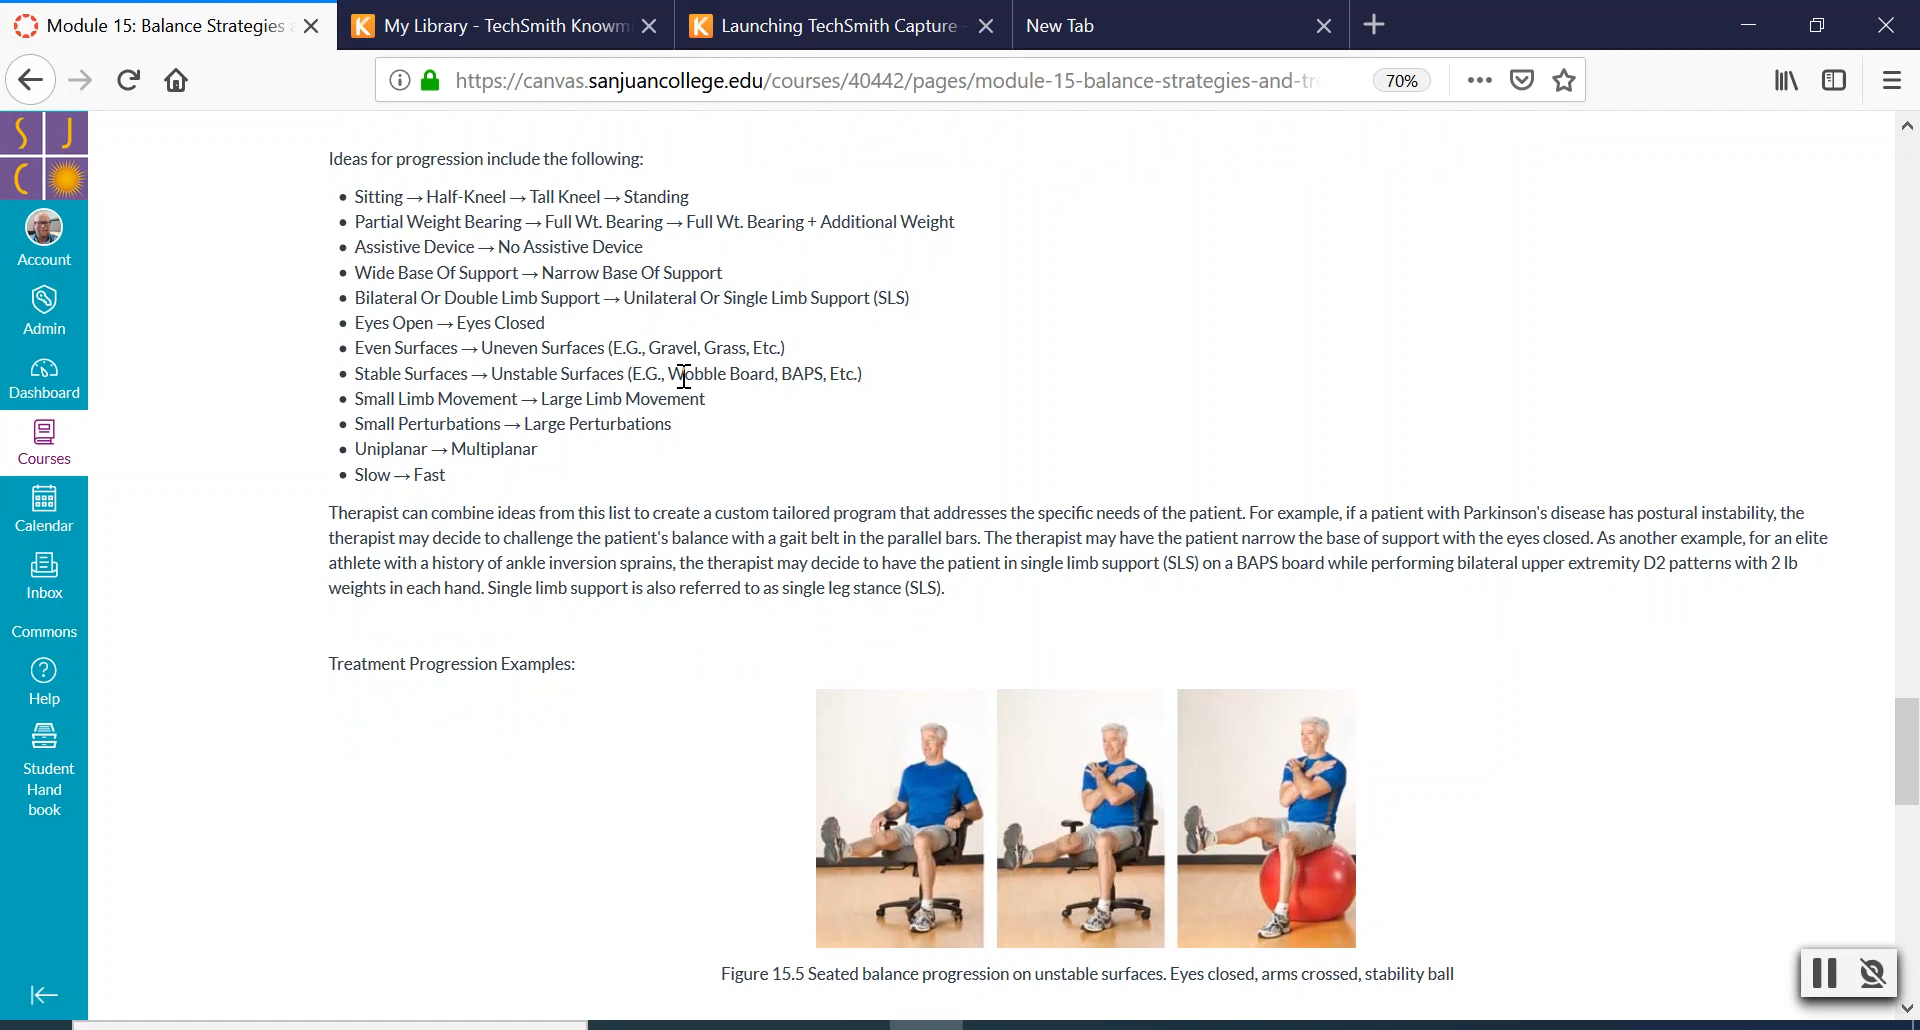 Module 15: Balance Strategies a
My Library - TechSmith Knowm
Launching TechSmith Capture -
New Tab
https://canvas.sanjuancollege.edu/courses/40442/pages/module-15-balance-strategies-and-tre
70%
S J
C
Account
Admin
Dashboard
Courses
Calendar
Inbox
Commons
Help
Student
Hand
book
Ideas for progression include the following:
• Sitting → Half-Kneel → Tall Kneel → Standing
• Partial Weight Bearing → Full Wt. Bearing → Full Wt. Bearing + Additional Weight
• Assistive Device → No Assistive Device
• Wide Base Of Support → Narrow Base Of Support
• Bilateral Or Double Limb Support → Unilateral Or Single Limb Support (SLS)
• Eyes Open → Eyes Closed
• Even Surfaces → Uneven Surfaces (E.G., Gravel, Grass, Etc.)
• Stable Surfaces → Unstable Surfaces (E.G., Wobble Board, BAPS, Etc.)
• Small Limb Movement → Large Limb Movement
• Small Perturbations → Large Perturbations
• Uniplanar → Multiplanar
• Slow → Fast
Therapist can combine ideas from this list to create a custom tailored program that addresses the specific needs of the patient. For example, if a patient with Parkinson's disease has postural instability, the
therapist may decide to challenge the patient's balance with a gait belt in the parallel bars. The therapist may have the patient narrow the base of support with the eyes closed. As another example, for an elite
athlete with a history of ankle inversion sprains, the therapist may decide to have the patient in single limb support (SLS) on a BAPS board while performing bilateral upper extremity D2 patterns with 2 lb
weights in each hand. Single limb support is also referred to as single leg stance (SLS).
Treatment Progression Examples:
Figure 15.5 Seated balance progression on unstable surfaces. Eyes closed, arms crossed, stability ball